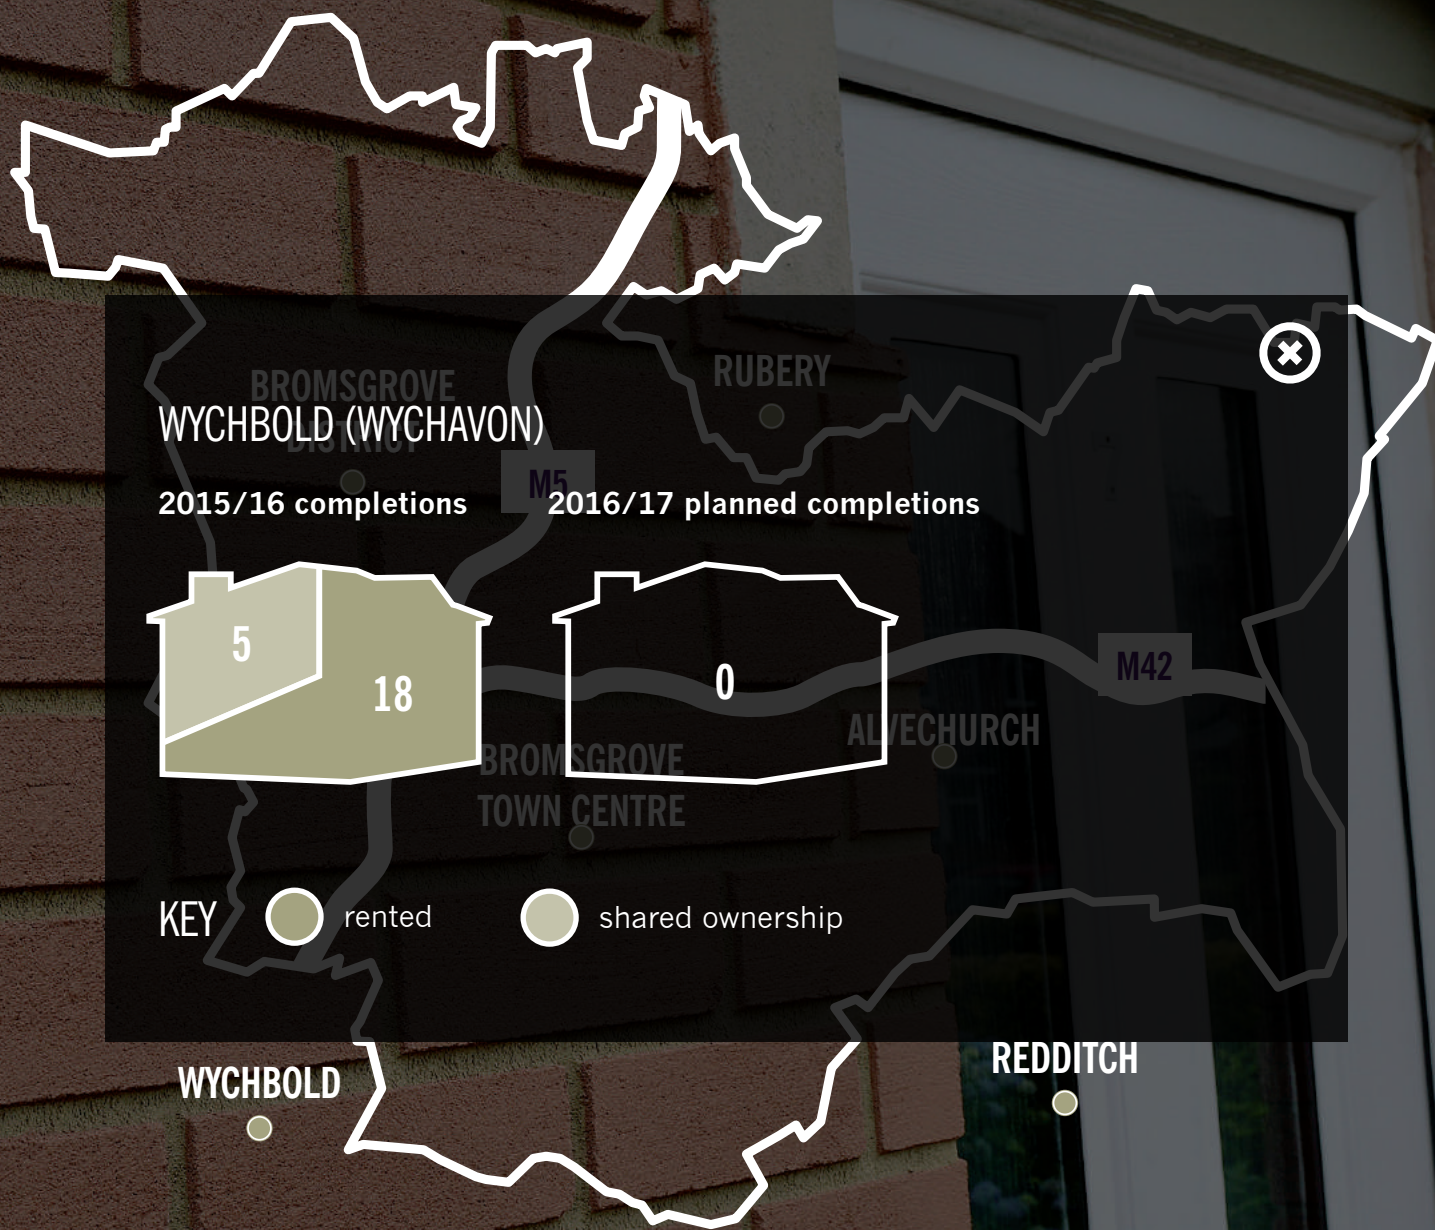 BROMSGROVE
DISTRICT
RUBERY
WYCHBOLD (WYCHAVON)
M5
2015/16 completions
2016/17 planned completions
5
18
0
M42
ALVECHURCH
BROMSGROVE
TOWN CENTRE
KEY
rented
shared ownership
WYCHBOLD
REDDITCH